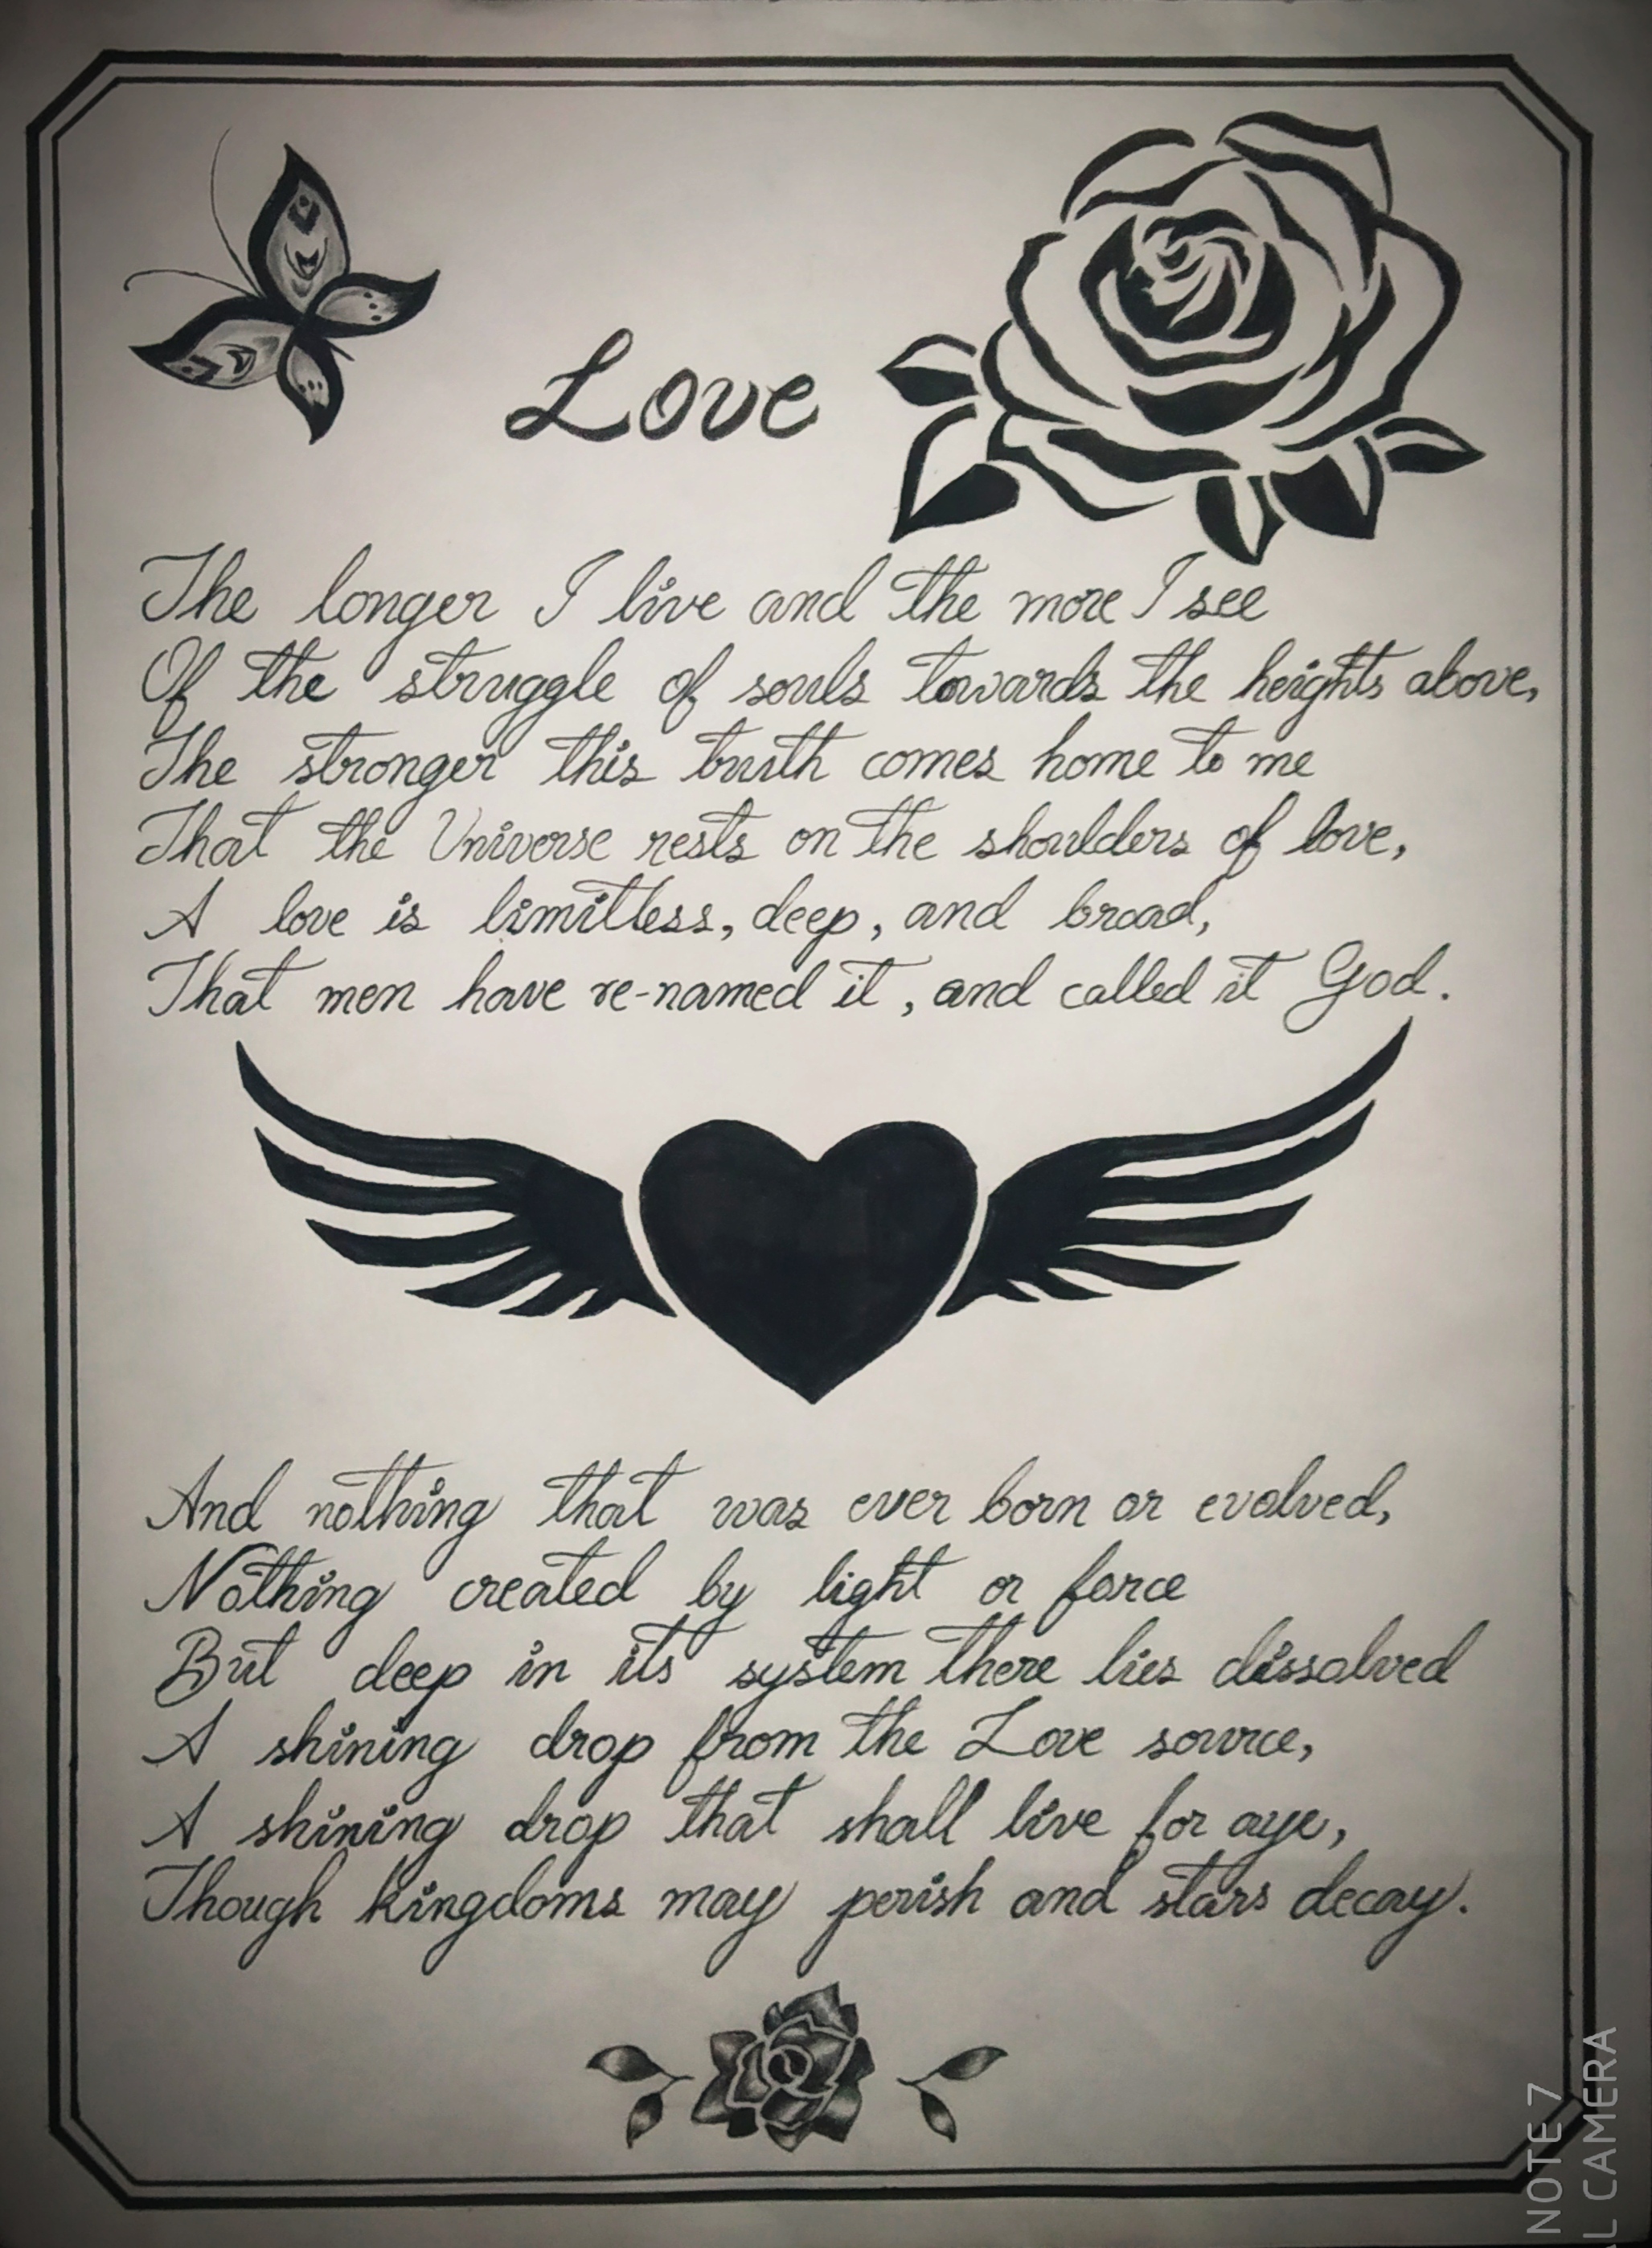 Love
The longer I live and the more I see
Of the struggle of souls towards the heights above,
The stronger this truth comes home to me
That the Universe rests on the shoulders of love,
A love is limitless, deep, and broad,
That men have re-named it, and called it God.
And nothing that was ever born or evolved,
Nothing created by light or force
But deep in its system there lies dissolved
A shining drop from the Love source,
A shining drop that shall live for aye,
Though kingdoms may perish and stars decay.
NOTE 7
L CAMERA